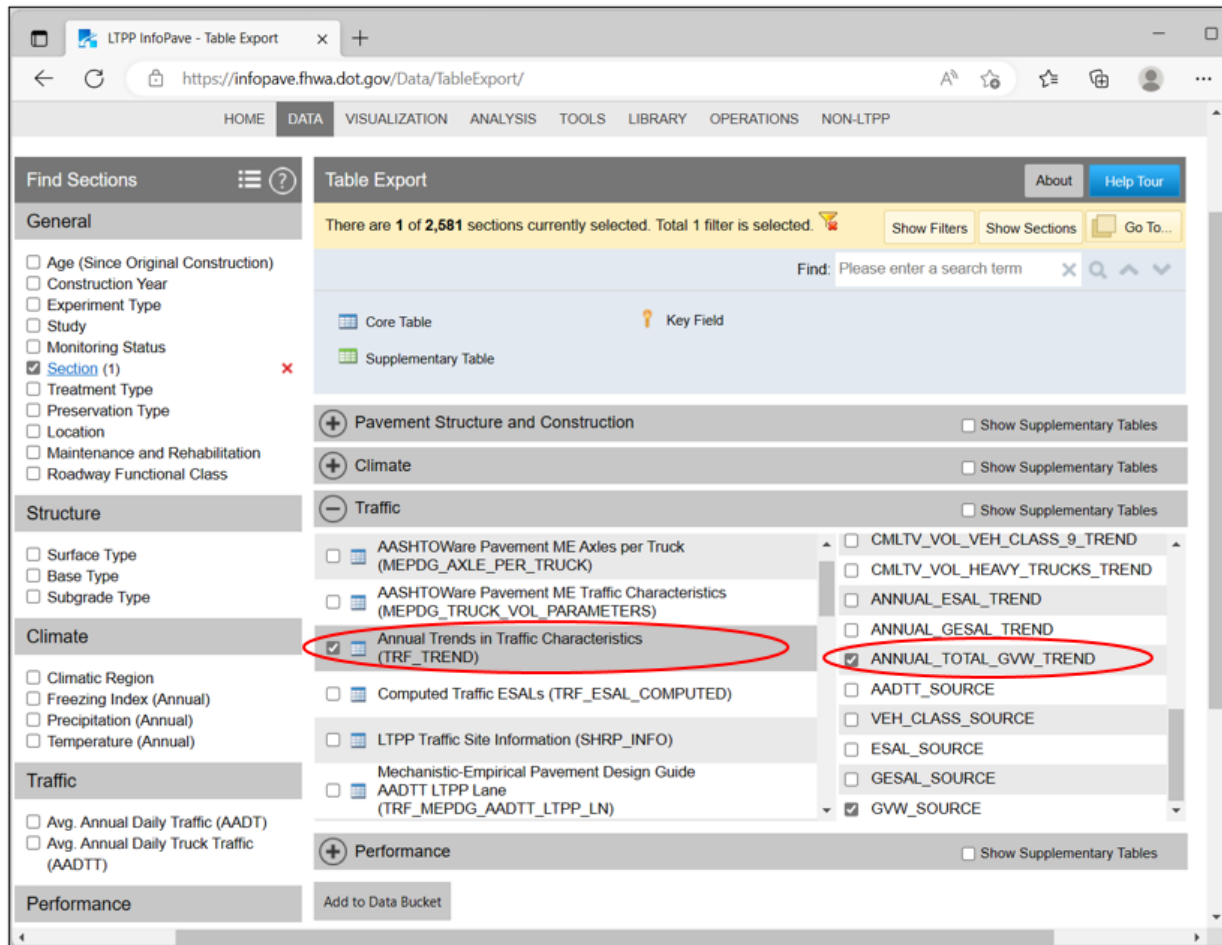 LTPP InfoPave - Table Export
https://infopave.fhwa.dot.gov/Data/TableExport/
HOME DATA VISUALIZATION ANALYSIS TOOLS LIBRARY OPERATIONS NON-LTPP
Find Sections
General
Age (Since Original Construction)
Construction Year
Experiment Type
Study
Monitoring Status
Section (1)
Treatment Type
Preservation Type
Location
Maintenance and Rehabilitation
Roadway Functional Class
Structure
Surface Type
Base Type
Subgrade Type
Climate
Climatic Region
Freezing Index (Annual)
Precipitation (Annual)
Temperature (Annual)
Traffic
Avg. Annual Daily Traffic (AADT)
Avg. Annual Daily Truck Traffic
(AADTT)
Performance
Table Export
About
Help Tour
There are 1 of 2,581 sections currently selected. Total 1 filter is selected.
Show Filters
Show Sections
Go To...
Find: Please enter a search term
Core Table
Key Field
Supplementary Table
Pavement Structure and Construction
Show Supplementary Tables
Climate
Show Supplementary Tables
Traffic
Show Supplementary Tables
AASHTOWare Pavement ME Axles per Truck
(MEPDG_AXLE_PER_TRUCK)
AASHTOWare Pavement ME Traffic Characteristics
(MEPDG_TRUCK_VOL_PARAMETERS)
Annual Trends in Traffic Characteristics
(TRF_TREND)
Computed Traffic ESALs (TRF_ESAL_COMPUTED)
LTPP Traffic Site Information (SHRP_INFO)
Mechanistic-Empirical Pavement Design Guide
AADTT LTPP Lane
(TRF_MEPDG_AADTT_LTPP_LN)
CMLTV_VOL_VEH_CLASS_9_TREND
CMLTV_VOL_HEAVY_TRUCKS_TREND
ANNUAL_ESAL_TREND
ANNUAL_GESAL_TREND
ANNUAL_TOTAL_GVW_TREND
AADTT_SOURCE
VEH_CLASS_SOURCE
ESAL_SOURCE
GESAL_SOURCE
GVW_SOURCE
Performance
Show Supplementary Tables
Add to Data Bucket